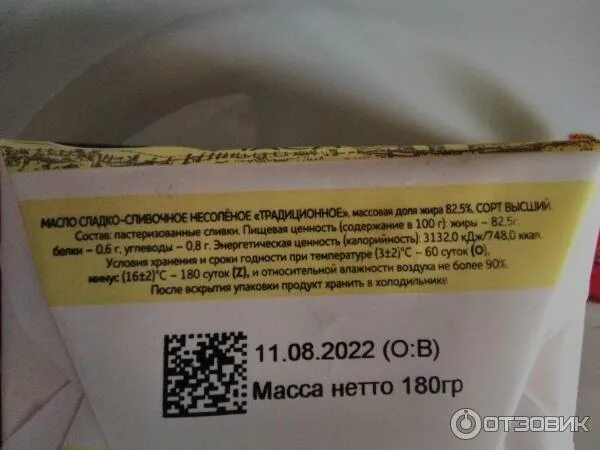 МАСЛО СЛАДКО-СЛИВОЧНОЕ НЕСОЛЁНОЕ «ТРАДИЦИОННОЕ», массовая доля жира 82,5%, СОРТ ВЫСШИЙ.
Состав: пастеризованные сливки. Пищевая ценность (содержание в 100 г): жиры – 82,5г,
белки – 0,6 г, углеводы – 0,8 г. Энергетическая ценность (калорийность): 3132,0 кДж/748,0 ккал.
Условия хранения и сроки годности при температуре (3±2)°С – 60 суток (О),
минус (16±2)°С – 180 суток (Z), и относительной влажности воздуха не более 90%.
После вскрытия упаковки продукт хранить в холодильнике
11.08.2022 (О:В)
Масса нетто 180гр
ОТЗОВИК